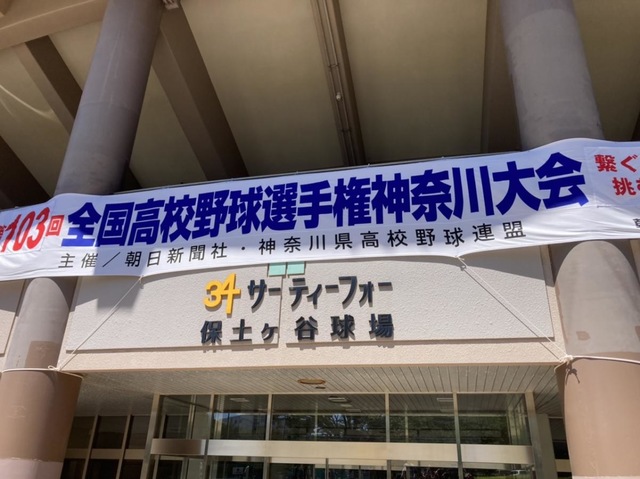 第103回 全国高校野球選手権神奈川大会
主催／朝日新聞社・神奈川県高校野球連盟
繋ぐ
挑
34 サーティーフォー
保土ヶ谷球場